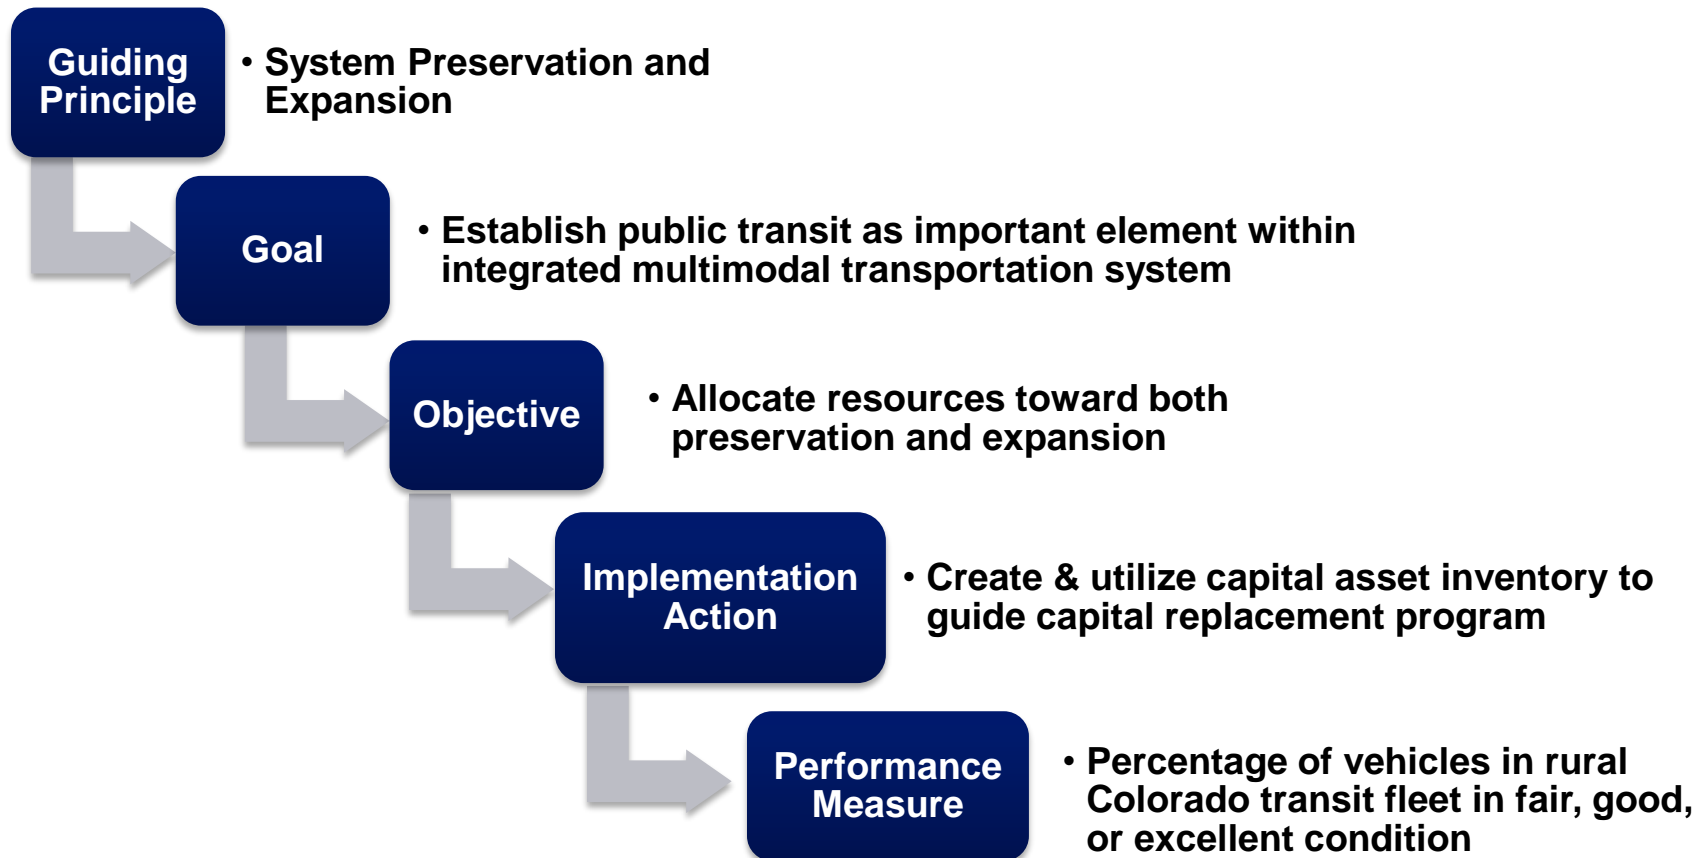 Guiding
Principle
• System Preservation and
Expansion
Goal
• Establish public transit as important element within
integrated multimodal transportation system
Objective
• Allocate resources toward both
preservation and expansion
Implementation
Action
• Create & utilize capital asset inventory to
guide capital replacement program
Performance
Measure
• Percentage of vehicles in rural
Colorado transit fleet in fair, good,
or excellent condition